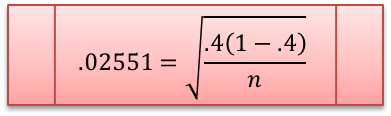 .02551 = √(.4(1 − .4)/n)